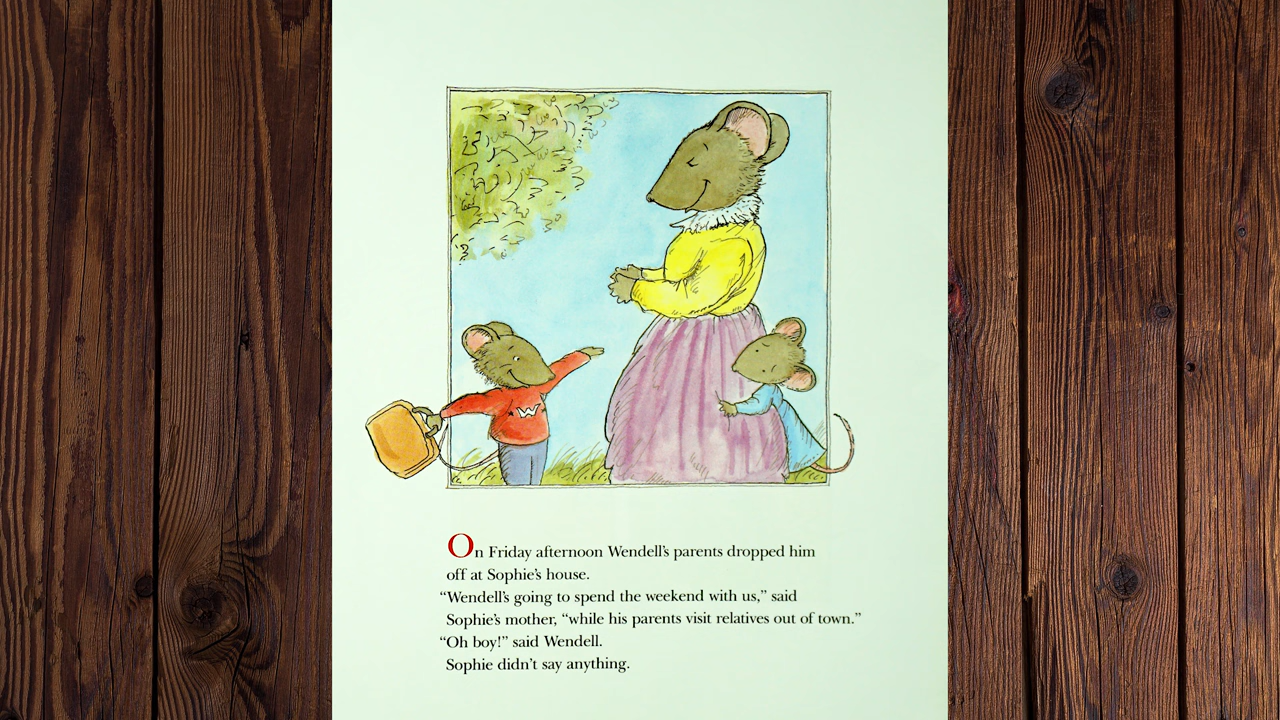 W
On Friday afternoon Wendell's parents dropped him
off at Sophie's house.
“Wendell's going to spend the weekend with us,” said
Sophie's mother, “while his parents visit relatives out of town.”
“Oh boy!” said Wendell.
Sophie didn't say anything.